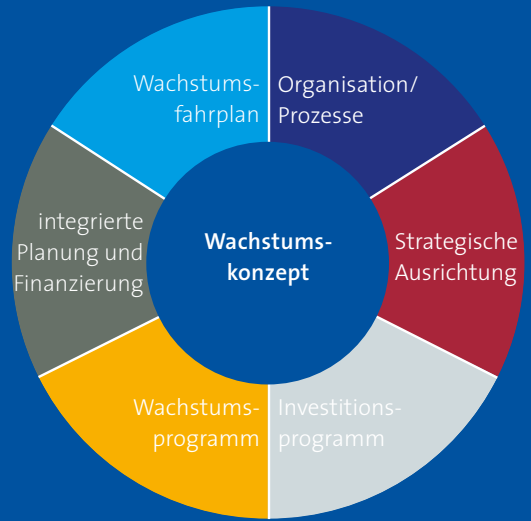 Wachstums-
fahrplan
Organisation/
Prozesse
integrierte
Planung und
Finanzierung
Wachstums-
konzept
Strategische
Ausrichtung
Wachstums-
programm
Investitions-
programm